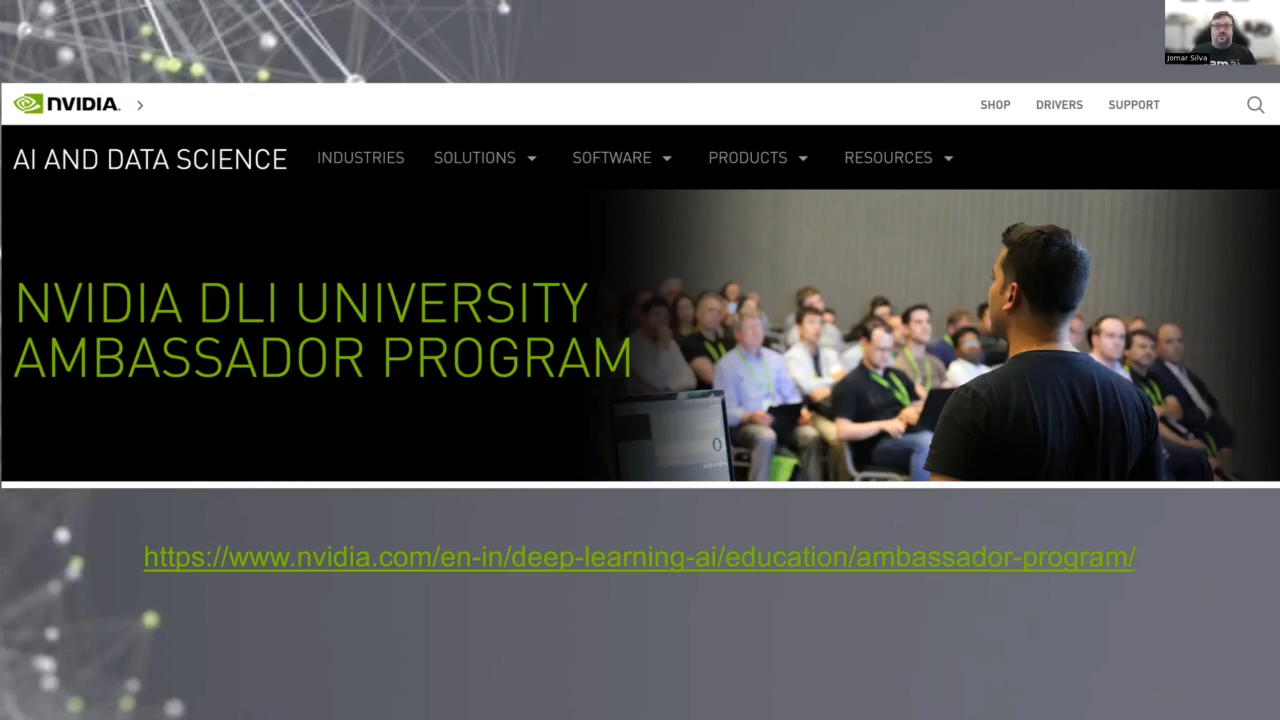 Jomar Silva
NVIDIA.
SHOP DRIVERS SUPPORT
AI AND DATA SCIENCE INDUSTRIES SOLUTIONS SOFTWARE PRODUCTS RESOURCES
NVIDIA DLI UNIVERSITY
AMBASSADOR PROGRAM
https://www.nvidia.com/en-in/deep-learning-ai/education/ambassador-program/